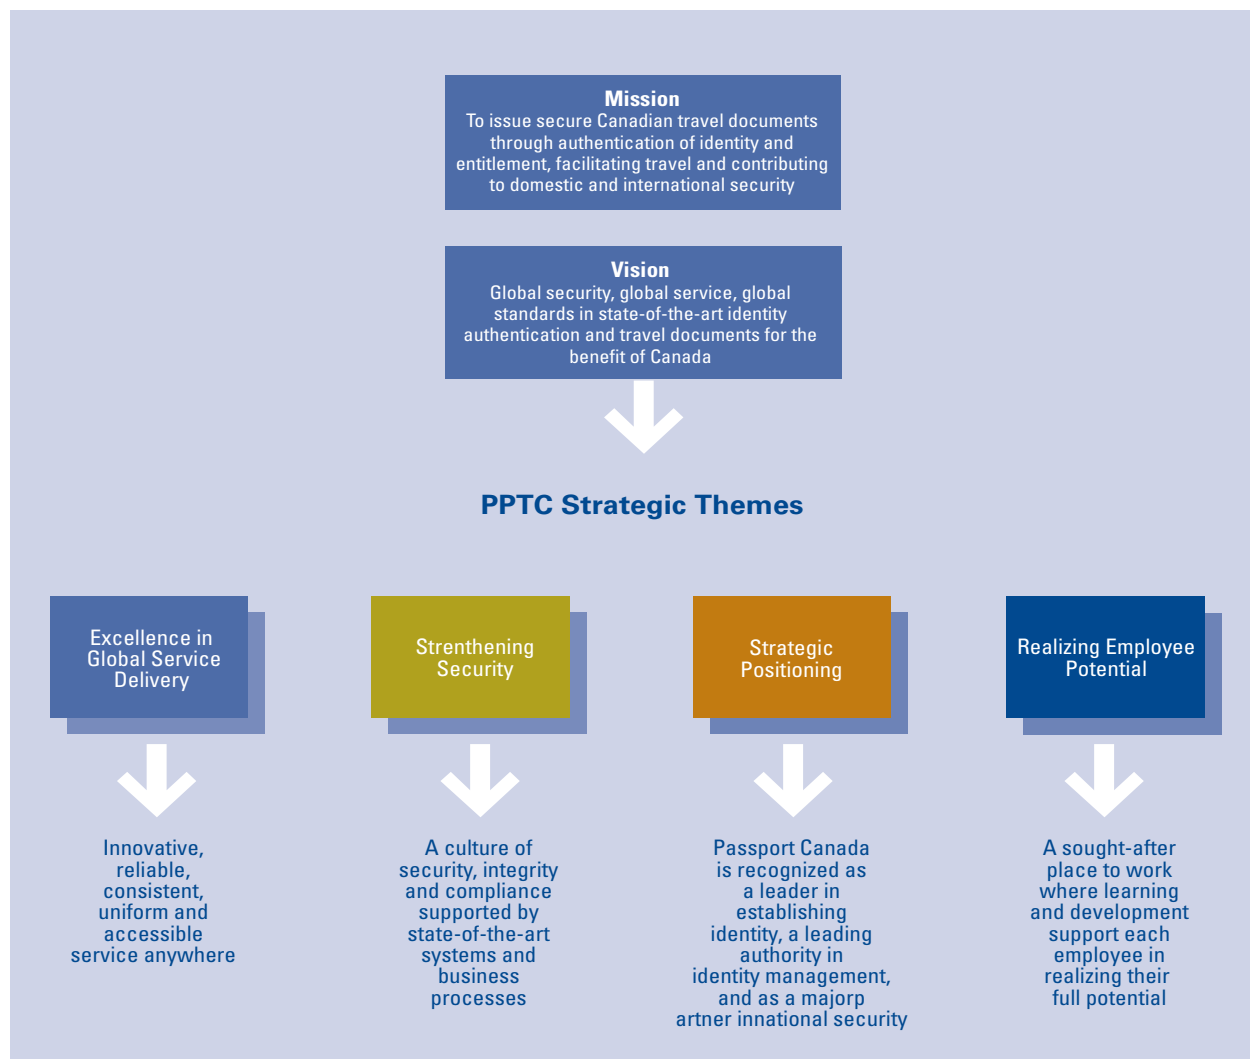 Mission
To issue secure Canadian travel documents
through authentication of identity and
entitlement, facilitating travel and contributing
to domestic and international security
Vision
Global security, global service, global
standards in state-of-the-art identity
authentication and travel documents for the
benefit of Canada
PPTC Strategic Themes
Excellence in
Global Service
Delivery
Strenthening
Security
Strategic
Positioning
Realizing Employee
Potential
Innovative,
reliable,
consistent,
uniform and
accessible
service anywhere
A culture of
security, integrity
and compliance
supported by
state-of-the-art
systems and
business
processes
Passport Canada
is recognized as
a leader in
establishing
identity, a leading
authority in
identity management,
and as a majorp
artner innational security
A sought-after
place to work
where learning
and development
support each
employee in
realizing their
full potential